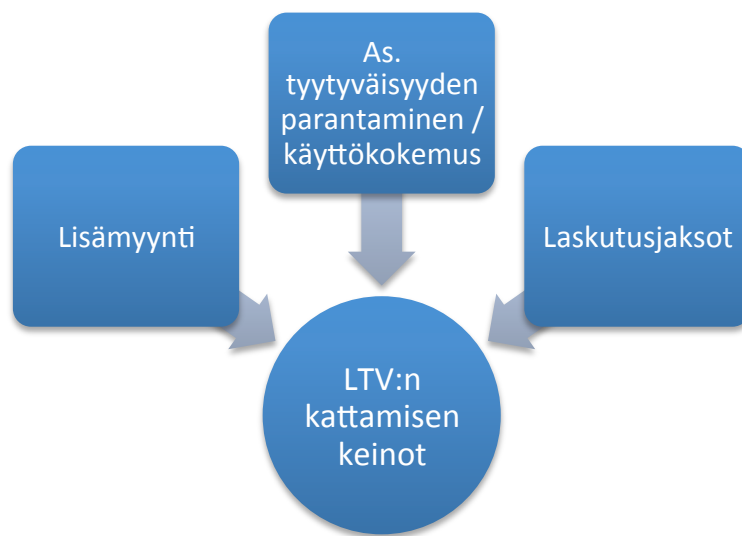 As.
tyytyväisyyden
parantaminen /
käyttökokemus
Lisämyynti
Laskutusjaksot
LTV:n
kattamisen
keinot